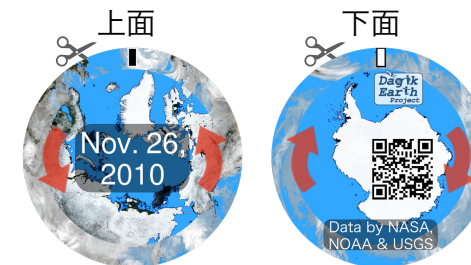 上面
下面
Nov. 26,
2010
Dagik
Earth
Project
Data by NASA,
NOAA & USGS